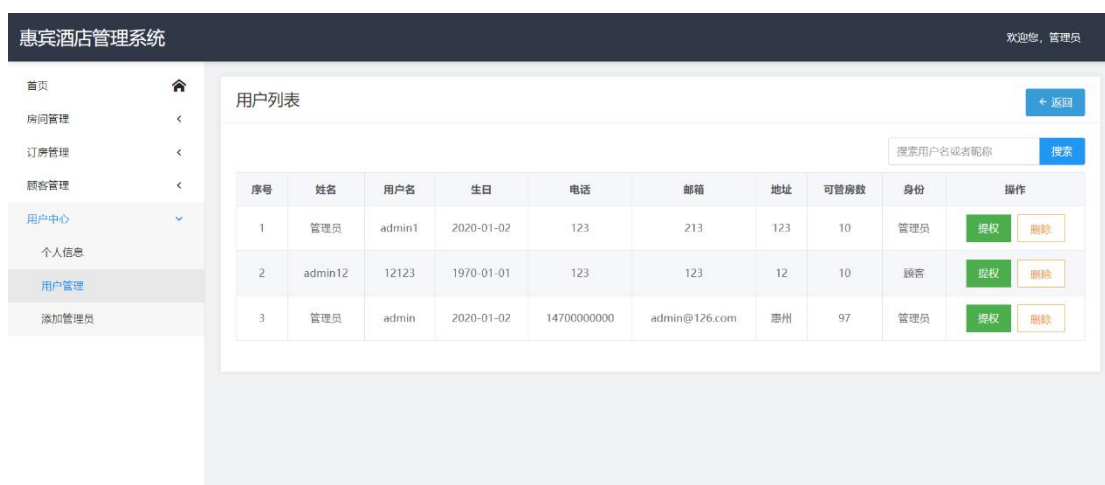 惠宾酒店管理系统
欢迎您，管理员
首页
房间管理
订房管理
顾客管理
用户中心
个人信息
用户管理
添加管理员
用户列表
返回
搜索用户名或者昵称 搜索
序号 姓名 用户名 生日 电话 邮箱 地址 可管房数 身份 操作
1 管理员 admin1 2020-01-02 123 213 123 10 管理员 提权 删除
2 admin12 12123 1970-01-01 123 123 12 10 顾客 提权 删除
3 管理员 admin 2020-01-02 14700000000 admin@126.com 惠州 97 管理员 提权 删除